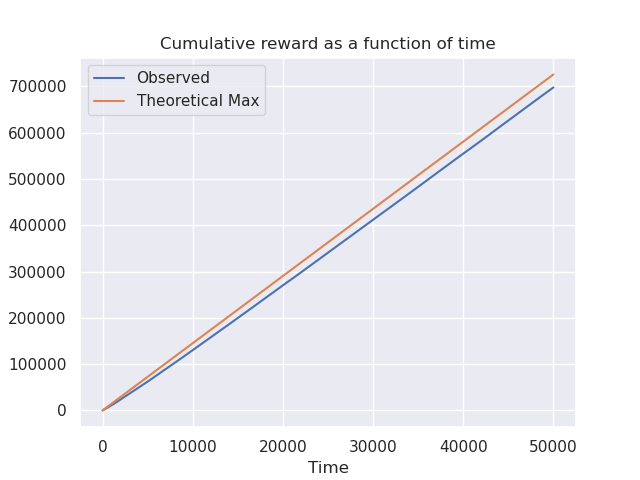 Cumulative reward as a function of time
Observed
Theoretical Max
700000
600000
500000
400000
300000
200000
100000
0
0 10000 20000 30000 40000 50000
Time